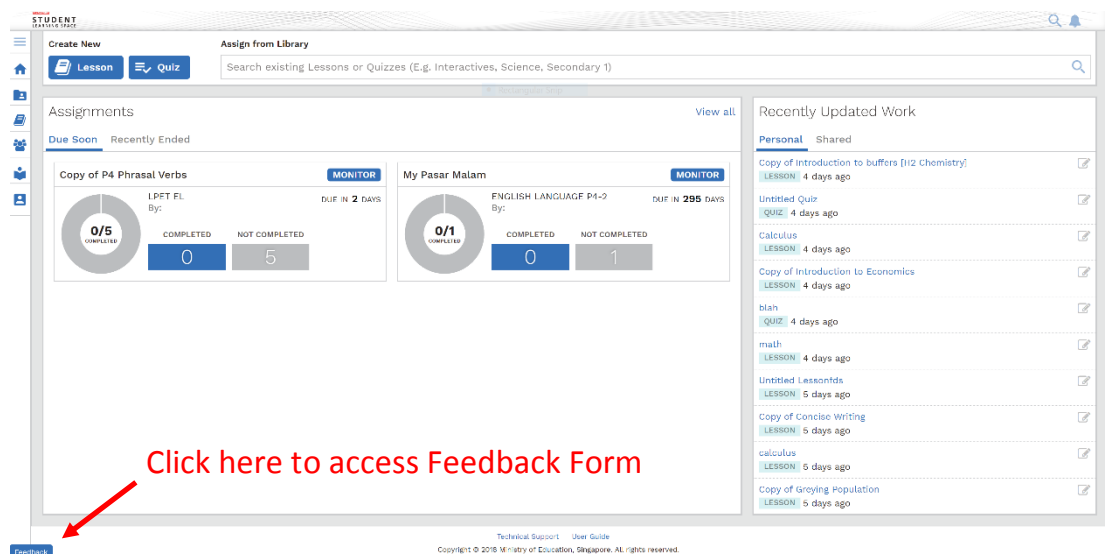 STUDENT
LEARNING SPACE
Create New
Assign from Library
Lesson
Quiz
Search existing Lessons or Quizzes (E.g. Interactives, Science, Secondary 1)
Rectangular Snip
Assignments
View all
Due Soon Recently Ended
Copy of P4 Phrasal Verbs
MONITOR
LPET EL
DUE IN 2 DAYS
By:
0/5
COMPLETED
COMPLETED NOT COMPLETED
0 5
My Pasar Malam
MONITOR
ENGLISH LANGUAGE P4-2
DUE IN 295 DAYS
By:
0/1
COMPLETED
COMPLETED NOT COMPLETED
0 1
Recently Updated Work
Personal Shared
Copy of Introduction to buffers [H2 Chemistry]
LESSON 4 days ago
Untitled Quiz
QUIZ 4 days ago
Calculus
LESSON 4 days ago
Copy of Introduction to Economics
LESSON 4 days ago
blah
QUIZ 4 days ago
math
LESSON 4 days ago
Untitled Lessonfds
LESSON 5 days ago
Copy of Concise Writing
LESSON 5 days ago
calculus
LESSON 5 days ago
Copy of Greying Population
LESSON 5 days ago
Click here to access Feedback Form
Feedback
Technical Support User Guide
Copyright © 2018 Ministry of Education, Singapore. All rights reserved.